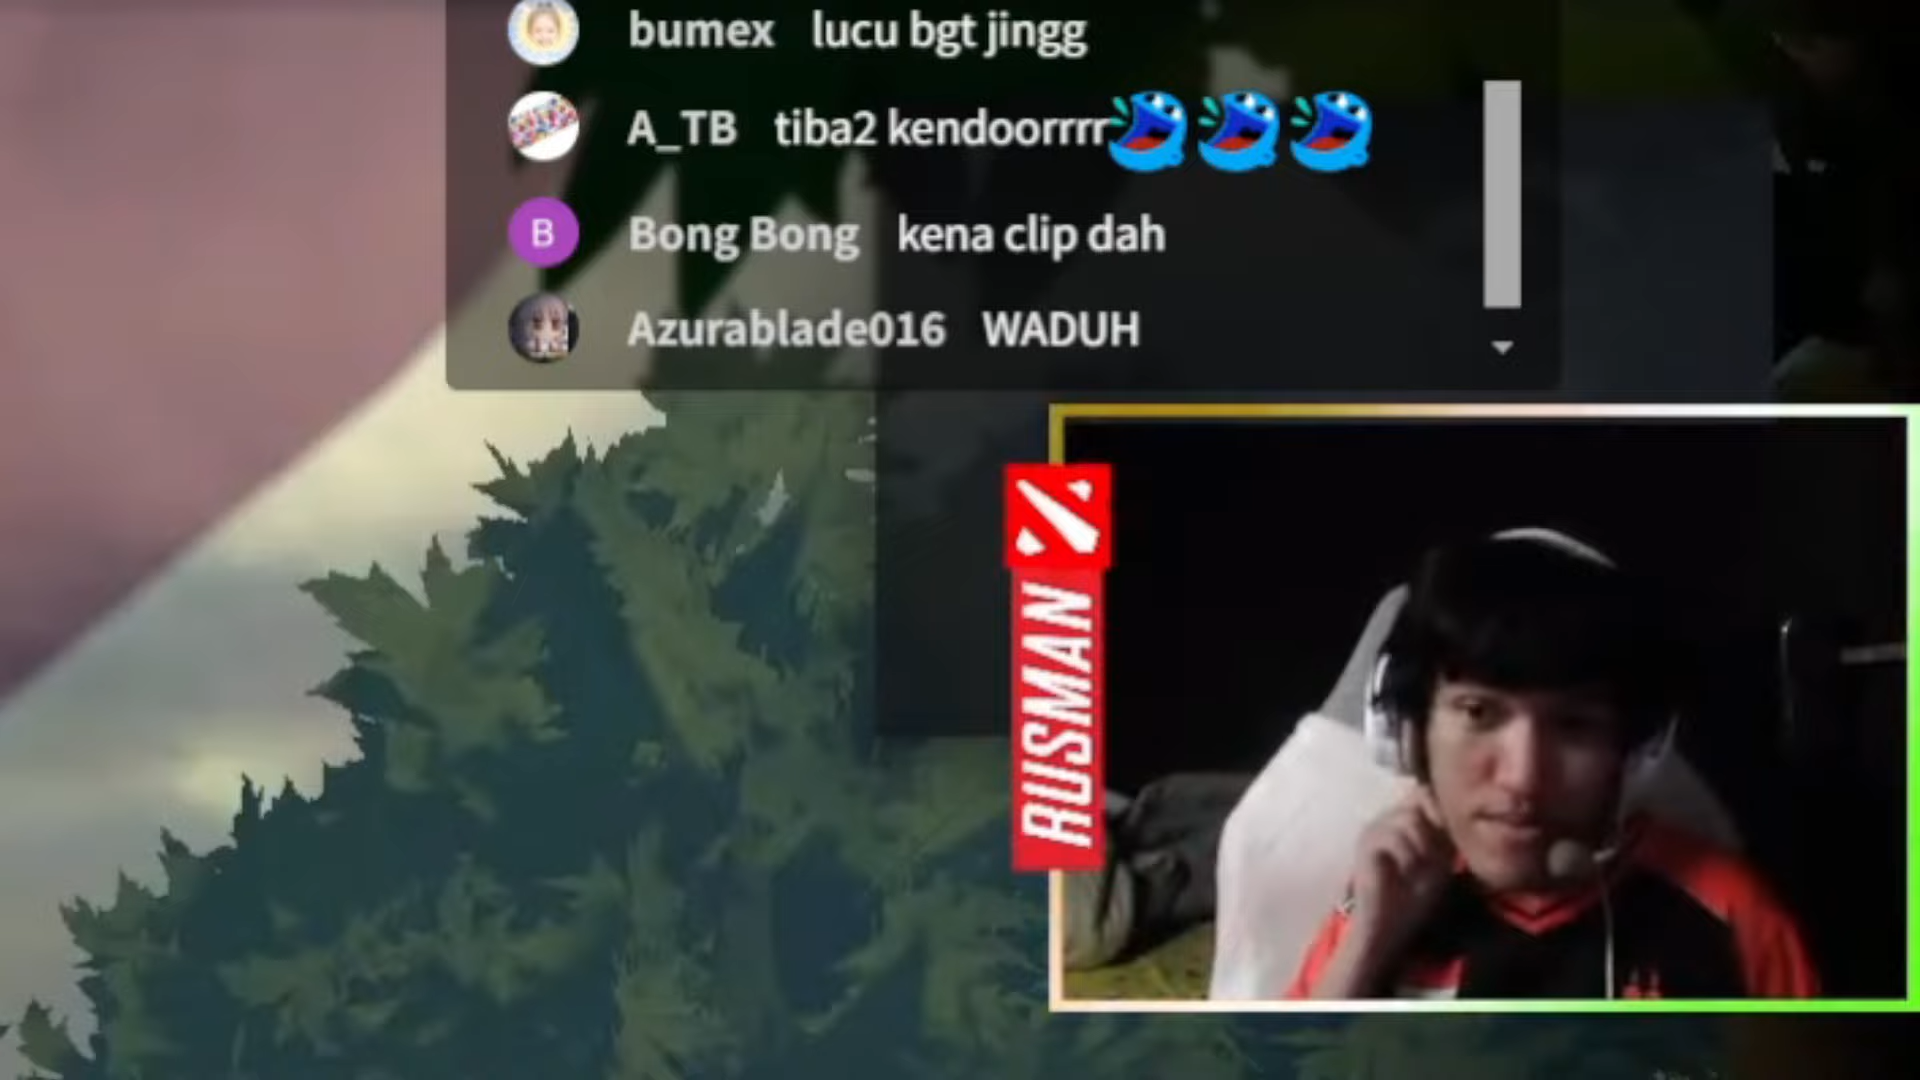 bumex lucu bgt jingg
A_TB tiba2 kendoorrrr
B Bong Bong kena clip dah
Azurablade016 WADUH
RUSMAN